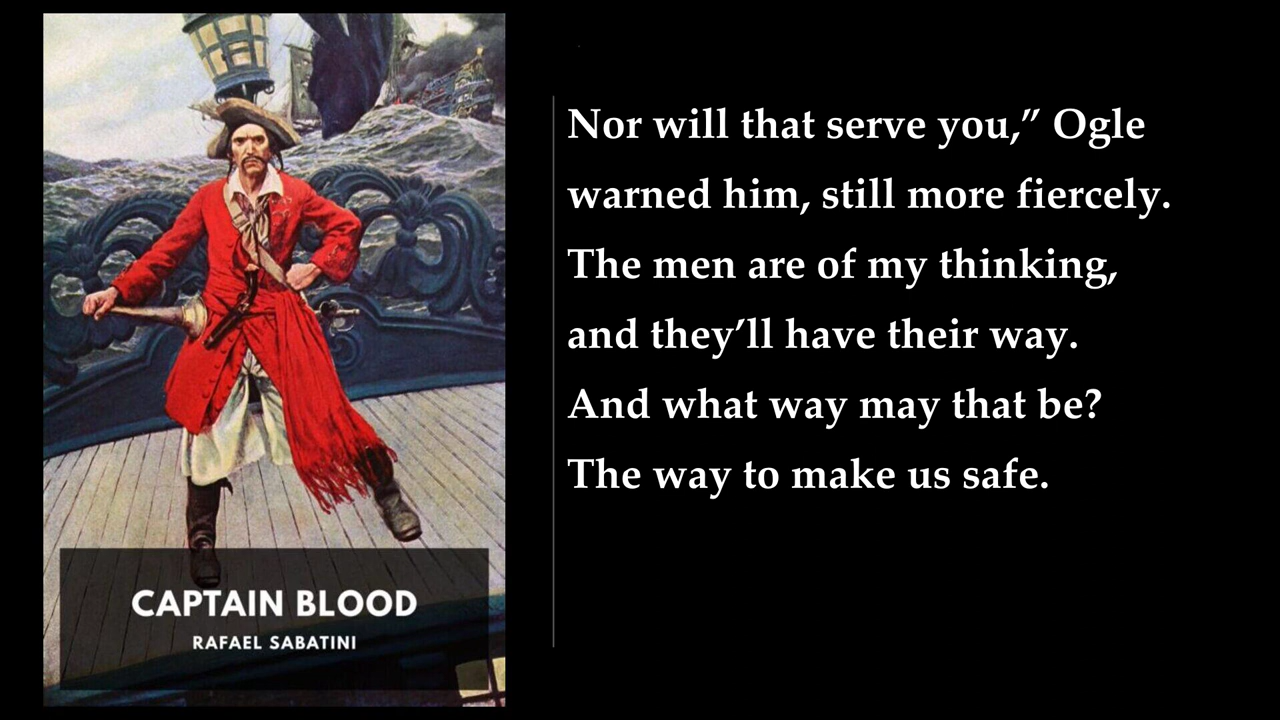 CAPTAIN BLOOD
RAFAEL SABATINI
Nor will that serve you,” Ogle
warned him, still more fiercely.
The men are of my thinking,
and they’ll have their way.
And what way may that be?
The way to make us safe.